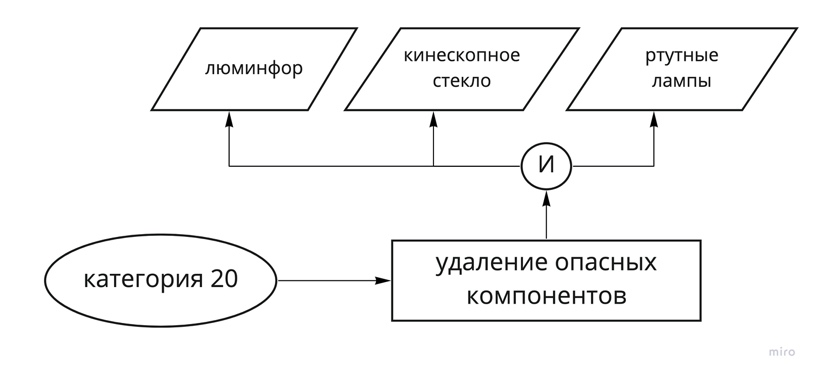 люминфор
кинескопное
стекло
ртутные
лампы
И
категория 20
удаление опасных
компонентов
miro